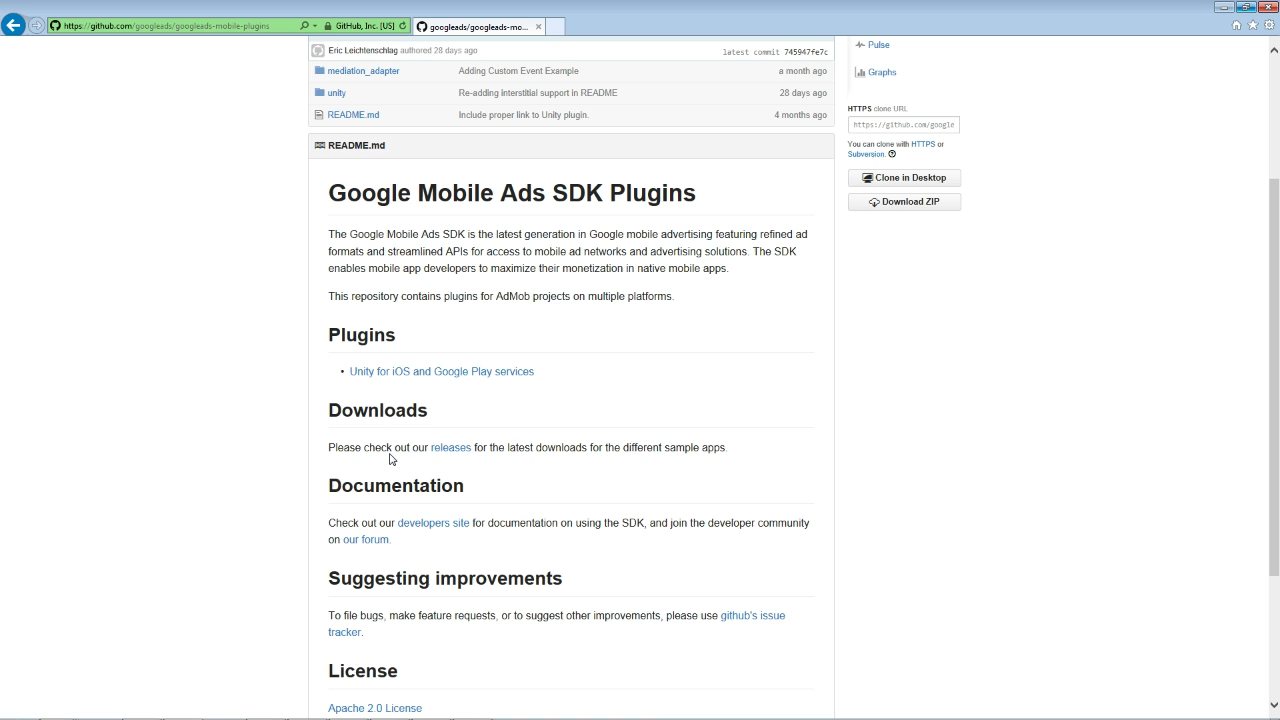 https://github.com/googleads/googleads-mobile-plugins
GitHub, Inc. [US]
googleads/googleads-mo...
Eric Leichtenschlag authored 28 days ago
latest commit 745947fe7c
mediation_adapter Adding Custom Event Example a month ago
unity Re-adding interstitial support in README 28 days ago
README.md Include proper link to Unity plugin. 4 months ago
README.md
Google Mobile Ads SDK Plugins
The Google Mobile Ads SDK is the latest generation in Google mobile advertising featuring refined ad
formats and streamlined APIs for access to mobile ad networks and advertising solutions. The SDK
enables mobile app developers to maximize their monetization in native mobile apps.
This repository contains plugins for AdMob projects on multiple platforms.
Plugins
• Unity for iOS and Google Play services
Downloads
Please check out our releases for the latest downloads for the different sample apps.
Documentation
Check out our developers site for documentation on using the SDK, and join the developer community
on our forum.
Suggesting improvements
To file bugs, make feature requests, or to suggest other improvements, please use github's issue
tracker.
License
Apache 2.0 License
Pulse
Graphs
HTTPS clone URL
https://github.com/google
You can clone with HTTPS or
Subversion.
Clone in Desktop
Download ZIP